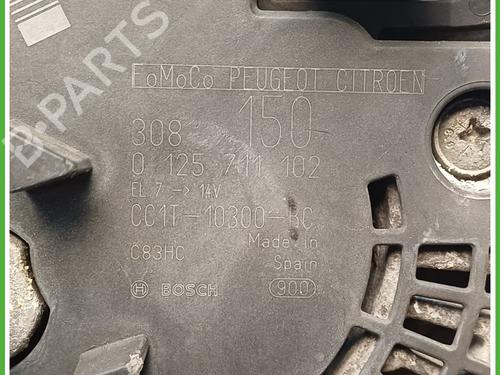 B-PARTS
FoMoCo PEUGEOT CITROEN
308 150
0 125 711 102
EL 7 -> 14V
CC1T-10300-BC
Made in
C83HC
Spain
BOSCH 900